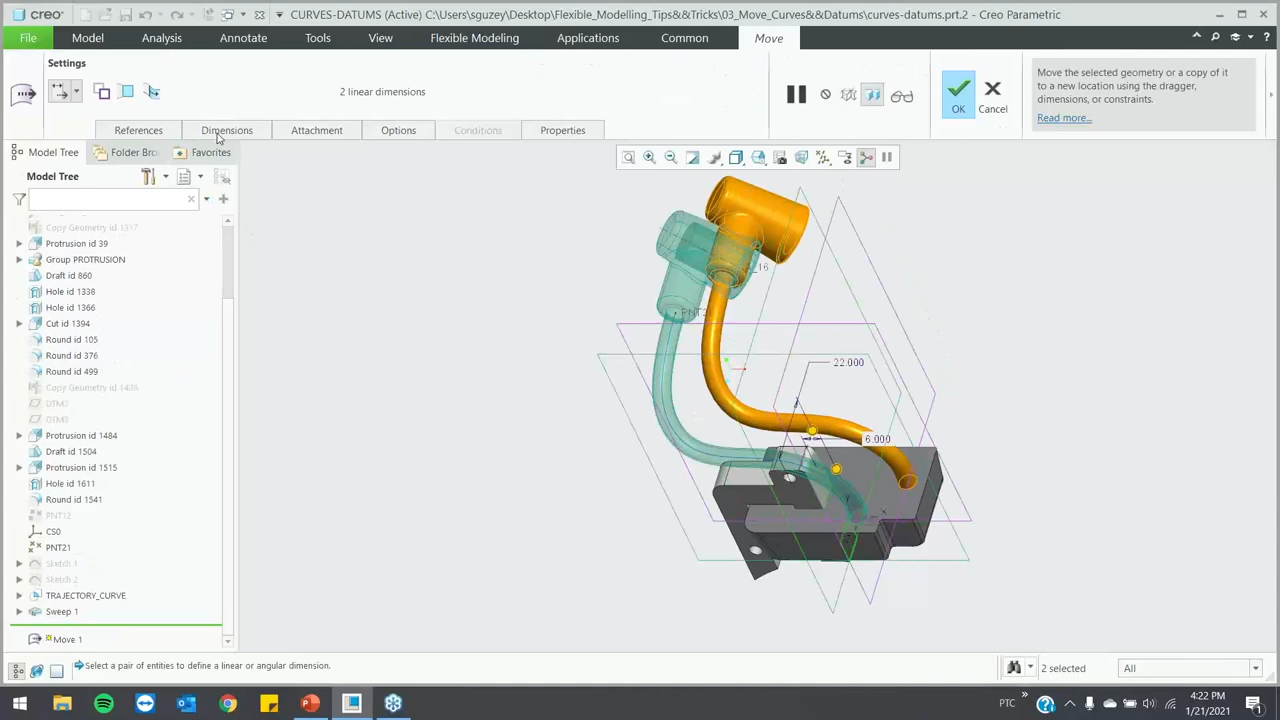 creo
CURVES-DATUMS (Active) C:\Users\sguzey\Desktop\Flexible_Modelling_Tips&&Tricks\03_Move_Curves&&Datums\curves-datums.prt.2 - Creo Parametric
File Model Analysis Annotate Tools View Flexible Modeling Applications Common Move
Settings
2 linear dimensions
OK Cancel
Move the selected geometry or a copy of it
to a new location using the dragger,
dimensions, or constraints.
Read more...
References Dimensions Attachment Options Conditions Properties
Model Tree Folder Bro Favorites
Model Tree
Copy Geometry id 1317
Protrusion id 39
Group PROTRUSION
Draft id 860
Hole id 1338
Hole id 1366
Cut id 1394
Round id 105
Round id 376
Round id 499
DTM3
Protrusion id 1484
Draft id 1504
Protrusion id 1515
Hole id 1611
Round id 1541
PNT12
CS0
PNT21
Sketch 1
Sketch 2
TRAJECTORY_CURVE
Sweep 1
Move 1
22.000
6.000
Select a pair of entities to define a linear or angular dimension.
2 selected
All
PTC
4:22 PM
1/21/2021